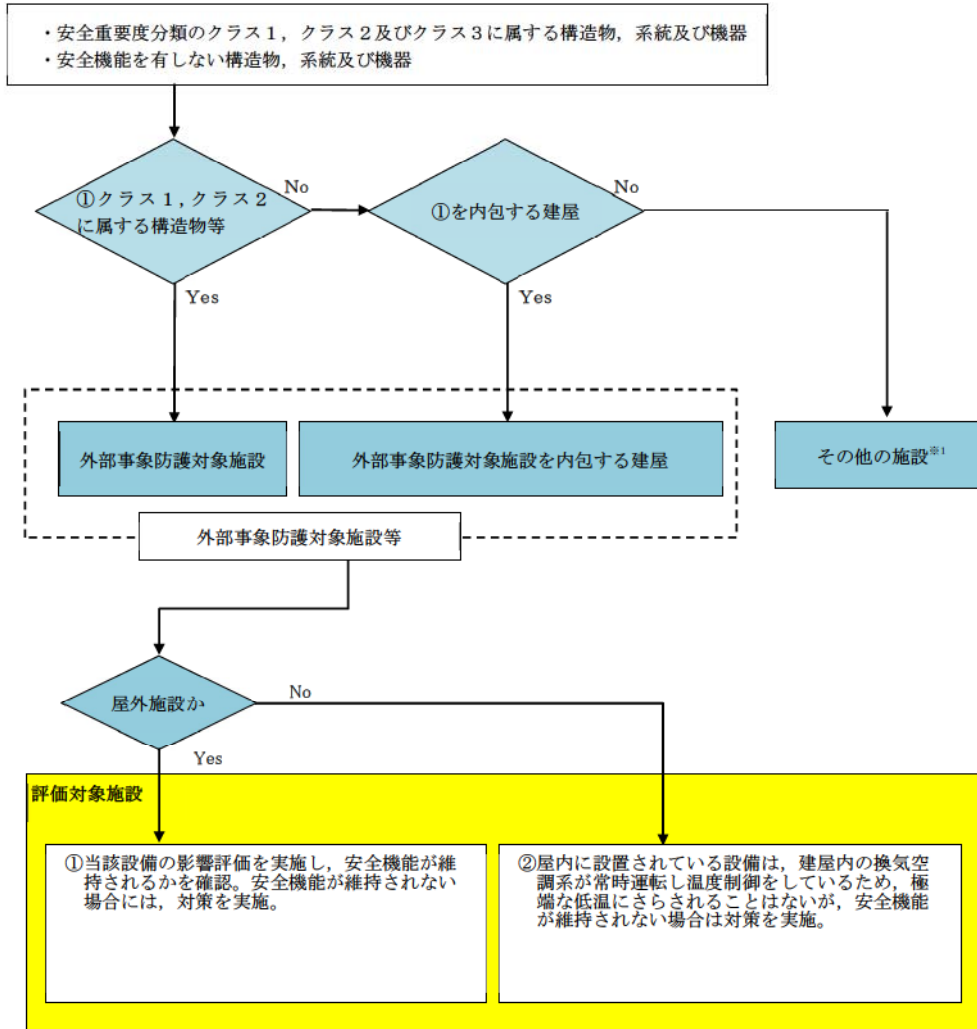 ・安全重要度分類のクラス１，クラス２及びクラス３に属する構造物，系統及び機器
・安全機能を有しない構造物，系統及び機器
①クラス１,クラス２
に属する構造物等
No
①を内包する建屋
No
Yes
Yes
外部事象防護対象施設
外部事象防護対象施設を内包する建屋
その他の施設※1
外部事象防護対象施設等
屋外施設か
No
Yes
評価対象施設
①当該設備の影響評価を実施し，安全機能が維
持されるかを確認。安全機能が維持されない
場合には，対策を実施。
②屋内に設置されている設備は，建屋内の換気空
調系が常時運転し温度制御をしているため，極
端な低温にさらされることはないが，安全機能
が維持されない場合は対策を実施。